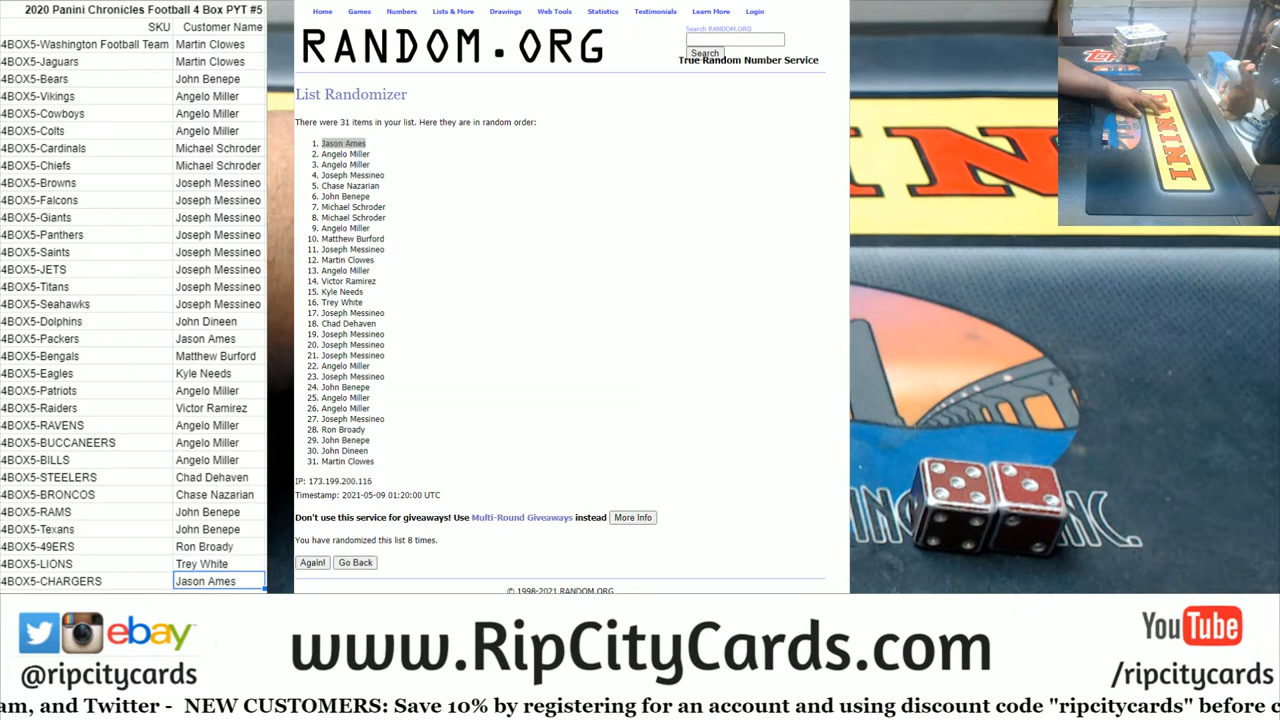 2020 Panini Chronicles Football 4 Box PYT #5
SKU Customer Name
4BOX5-Washington Football Team Martin Clowes
4BOX5-Jaguars Martin Clowes
4BOX5-Bears John Benepe
4BOX5-Vikings Angelo Miller
4BOX5-Cowboys Angelo Miller
4BOX5-Colts Angelo Miller
4BOX5-Cardinals Michael Schroder
4BOX5-Chiefs Michael Schroder
4BOX5-Browns Joseph Messineo
4BOX5-Falcons Joseph Messineo
4BOX5-Giants Joseph Messineo
4BOX5-Panthers Joseph Messineo
4BOX5-Saints Joseph Messineo
4BOX5-JETS Joseph Messineo
4BOX5-Titans Joseph Messineo
4BOX5-Seahawks Joseph Messineo
4BOX5-Dolphins John Dineen
4BOX5-Packers Jason Ames
4BOX5-Bengals Matthew Burford
4BOX5-Eagles Kyle Needs
4BOX5-Patriots Angelo Miller
4BOX5-Raiders Victor Ramirez
4BOX5-RAVENS Angelo Miller
4BOX5-BUCCANEERS Angelo Miller
4BOX5-BILLS Angelo Miller
4BOX5-STEELERS Chad Dehaven
4BOX5-BRONCOS Chase Nazarian
4BOX5-RAMS John Benepe
4BOX5-Texans John Benepe
4BOX5-49ERS Ron Broady
4BOX5-LIONS Trey White
4BOX5-CHARGERS Jason Ames
Home Games Numbers Lists & More Drawings Web Tools Statistics Testimonials Learn More Login
RANDOM.ORG
Search RANDOM.ORG
Search
True Random Number Service
List Randomizer
There were 31 items in your list. Here they are in random order:
1. Jason Ames
2. Angelo Miller
3. Angelo Miller
4. Joseph Messineo
5. Chase Nazarian
6. John Benepe
7. Michael Schroder
8. Michael Schroder
9. Angelo Miller
10. Matthew Burford
11. Joseph Messineo
12. Martin Clowes
13. Angelo Miller
14. Victor Ramirez
15. Kyle Needs
16. Trey White
17. Joseph Messineo
18. Chad Dehaven
19. Joseph Messineo
20. Joseph Messineo
21. Joseph Messineo
22. Angelo Miller
23. Joseph Messineo
24. John Benepe
25. Angelo Miller
26. Angelo Miller
27. Joseph Messineo
28. Ron Broady
29. John Benepe
30. John Dineen
31. Martin Clowes
IP: 173.199.200.116
Timestamp: 2021-05-09 01:20:00 UTC
Don't use this service for giveaways! Use Multi-Round Giveaways instead More Info
You have randomized this list 8 times.
Again! Go Back
© 1998-2021 RANDOM.ORG
Topps
PANINI
INI
INC
ebay
@ripcitycards
www.RipCityCards.com
YouTube
/ripcitycards
am, and Twitter - NEW CUSTOMERS: Save 10% by registering for an account and using discount code "ripcitycards" before c